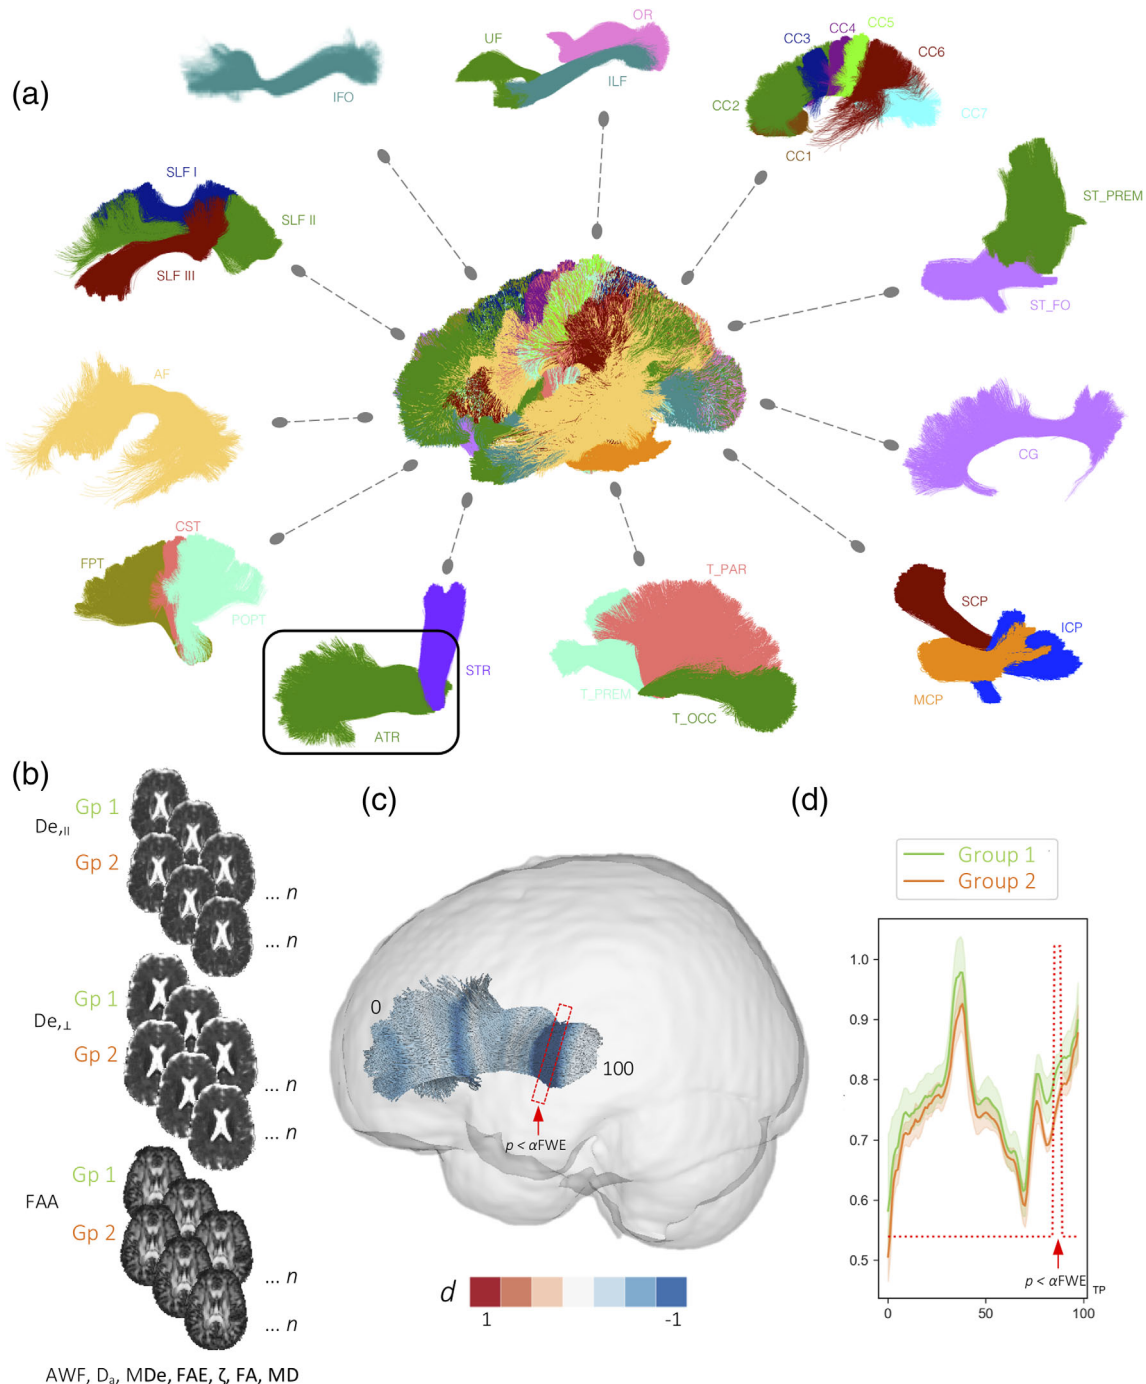 (a)
IFO
UF
OR
ILF
CC1
CC2
CC3
CC4
CC5
CC6
CC7
SLF I
SLF II
SLF III
ST_PREM
ST_FO
AF
CG
FPT
CST
POPT
ATR
STR
T_PREM
T_PAR
T_OCC
SCP
ICP
MCP
(b)
Gp 1
De,||
Gp 2
... n
... n
Gp 1
De,⊥
Gp 2
... n
... n
Gp 1
FAA
Gp 2
... n
... n
AWF, Da, MDe, FAE, ζ, FA, MD
(c)
0
100
p < αFWE
d
1
-1
(d)
Group 1
Group 2
1.0
0.9
0.8
0.7
0.6
0.5
p < αFWE
TP
0
50
100